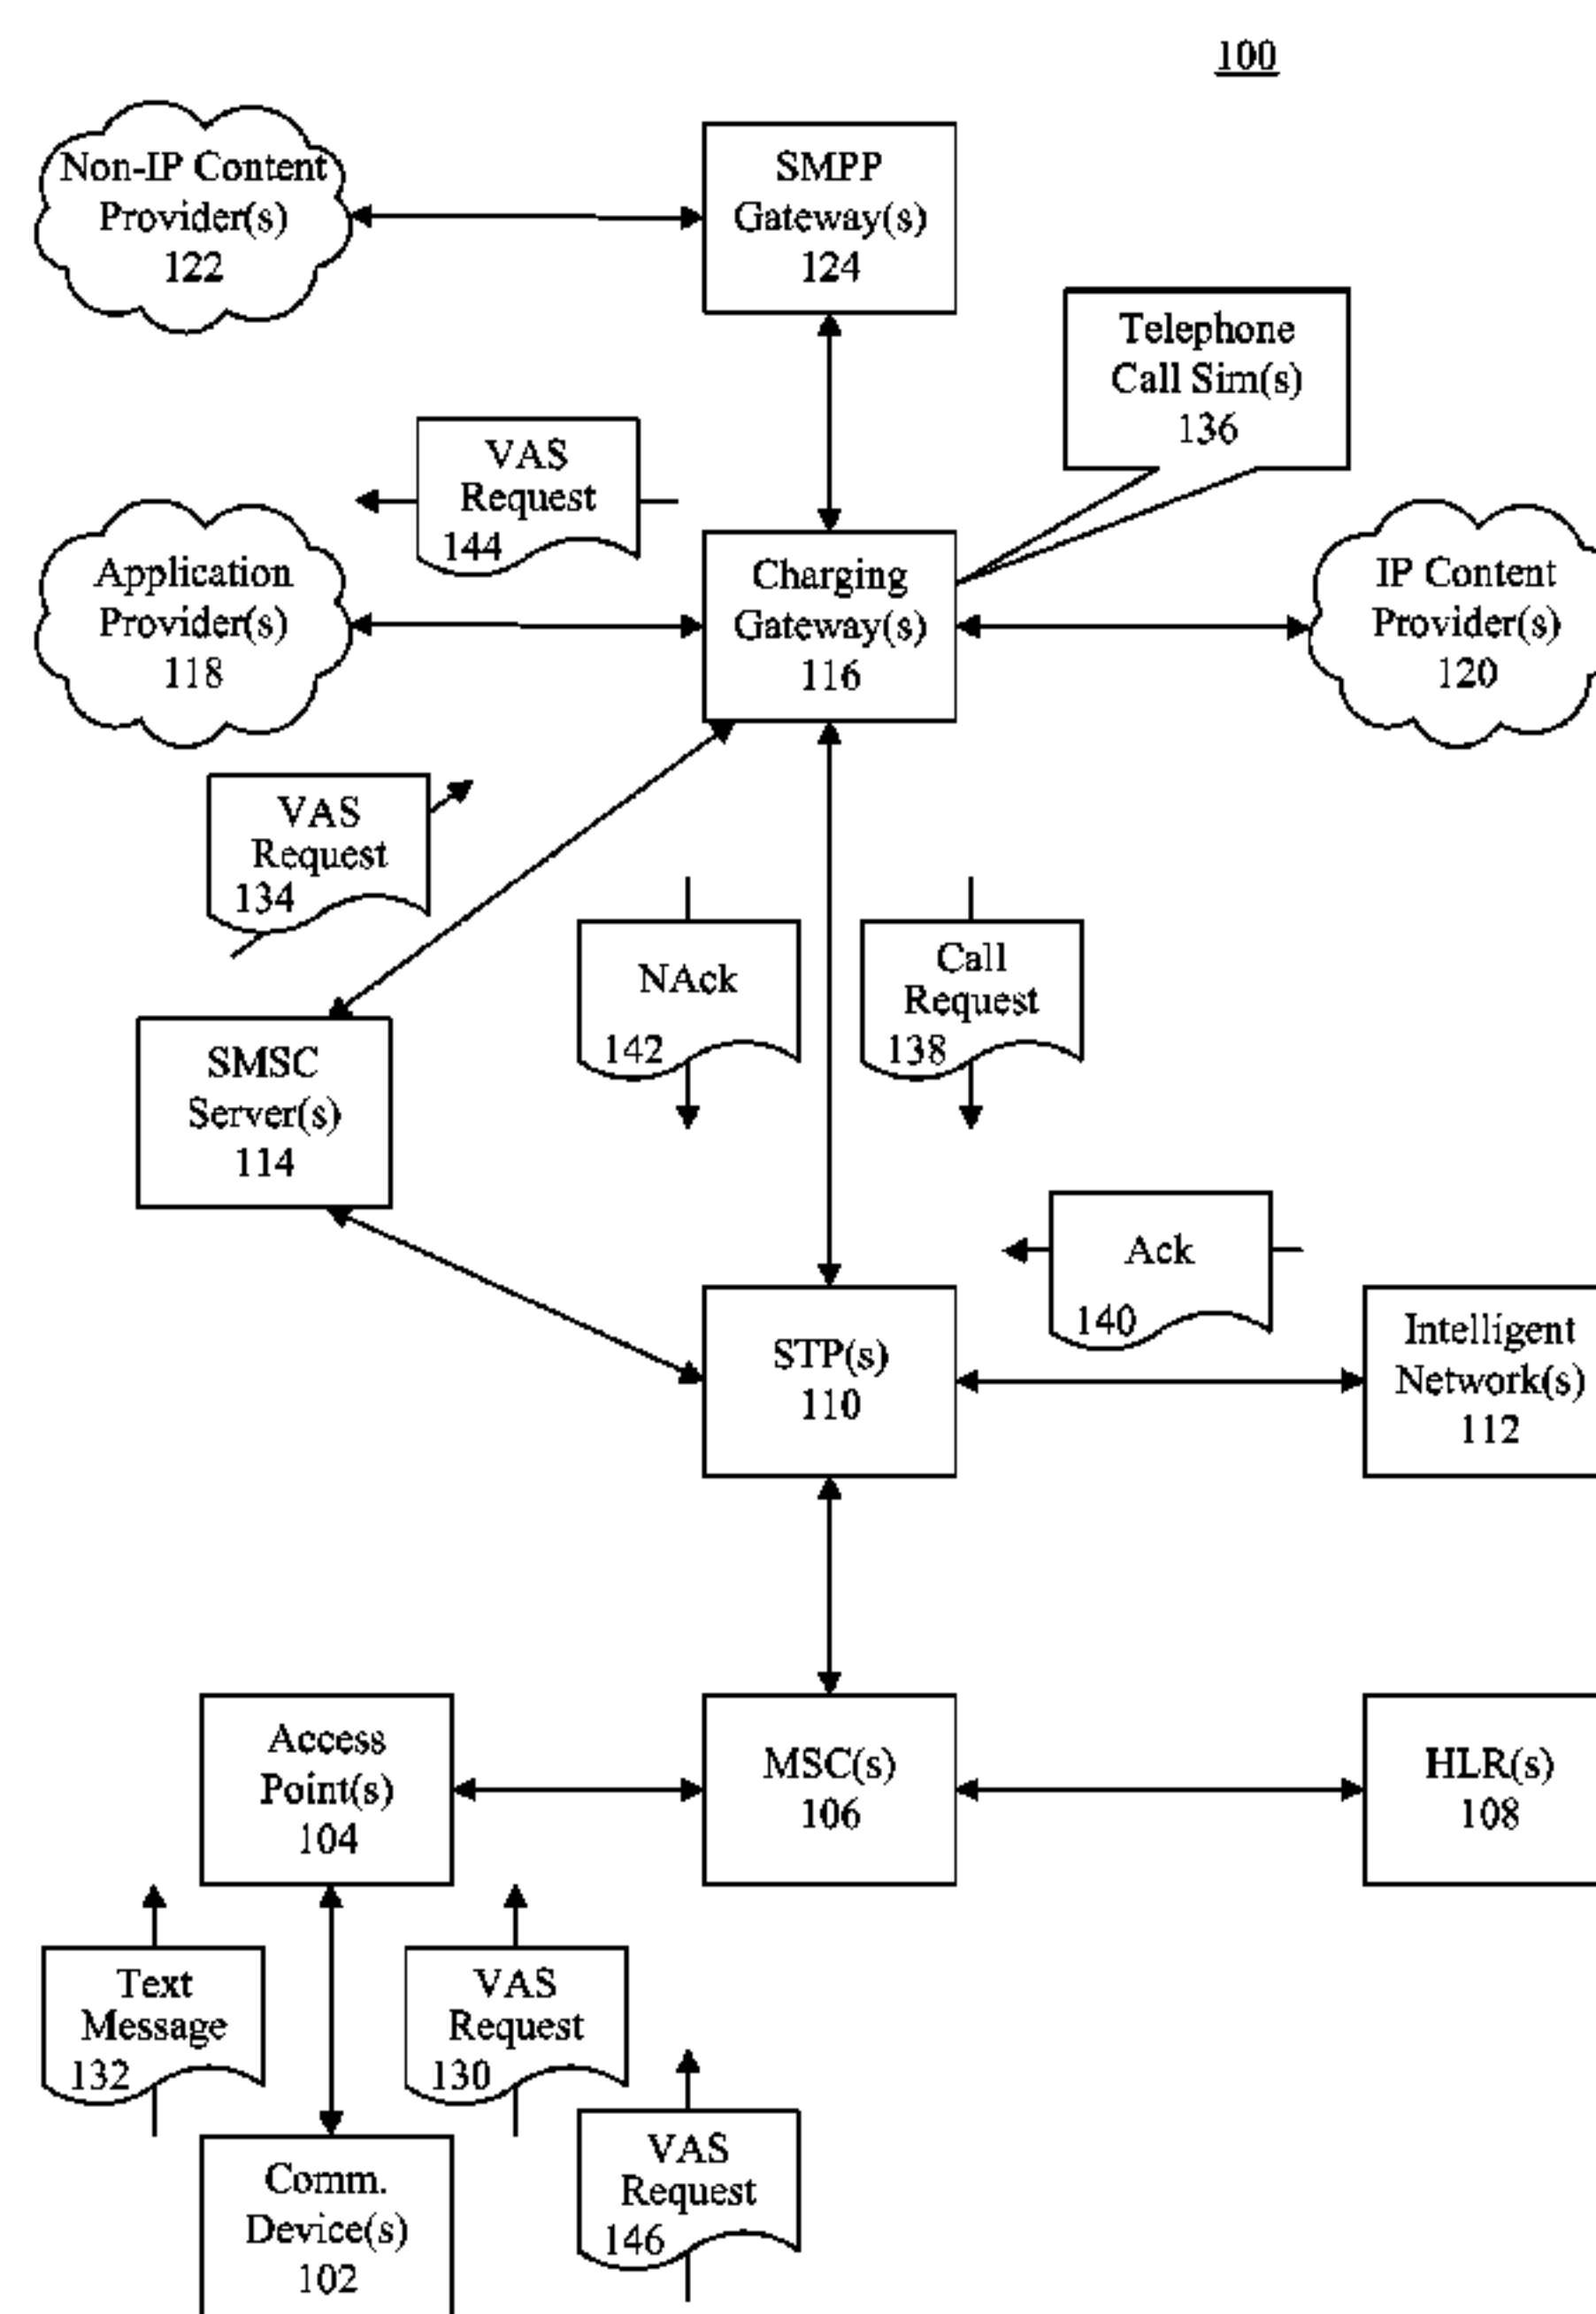 100
Non-IP Content
Provider(s)
122
SMPP
Gateway(s)
124
Telephone
Call Sim(s)
136
VAS
Request
144
Application
Provider(s)
118
Charging
Gateway(s)
116
IP Content
Provider(s)
120
VAS
Request
134
NAck
142
Call
Request
138
SMSC
Server(s)
114
Ack
140
STP(s)
110
Intelligent
Network(s)
112
Access
Point(s)
104
MSC(s)
106
HLR(s)
108
Text
Message
132
VAS
Request
130
VAS
Request
146
Comm.
Device(s)
102